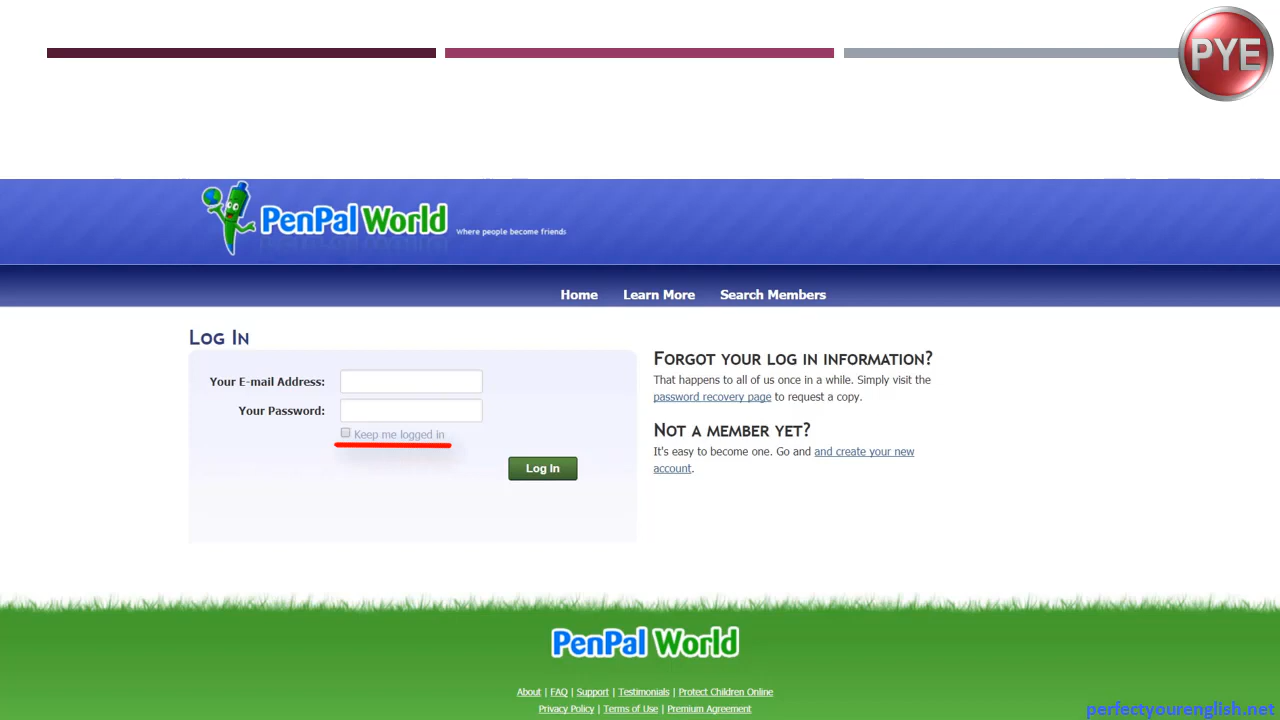 PYE
PenPal World where people become friends
Home Learn More Search Members
Log In
Your E-mail Address:
Your Password:
Keep me logged in
Log In
Forgot your log in information?
That happens to all of us once in a while. Simply visit the
password recovery page to request a copy.
Not a member yet?
It's easy to become one. Go and and create your new
account.
PenPal World
About | FAQ | Support | Testimonials | Protect Children Online
Privacy Policy | Terms of Use | Premium Agreement
perfectyourenglish.net